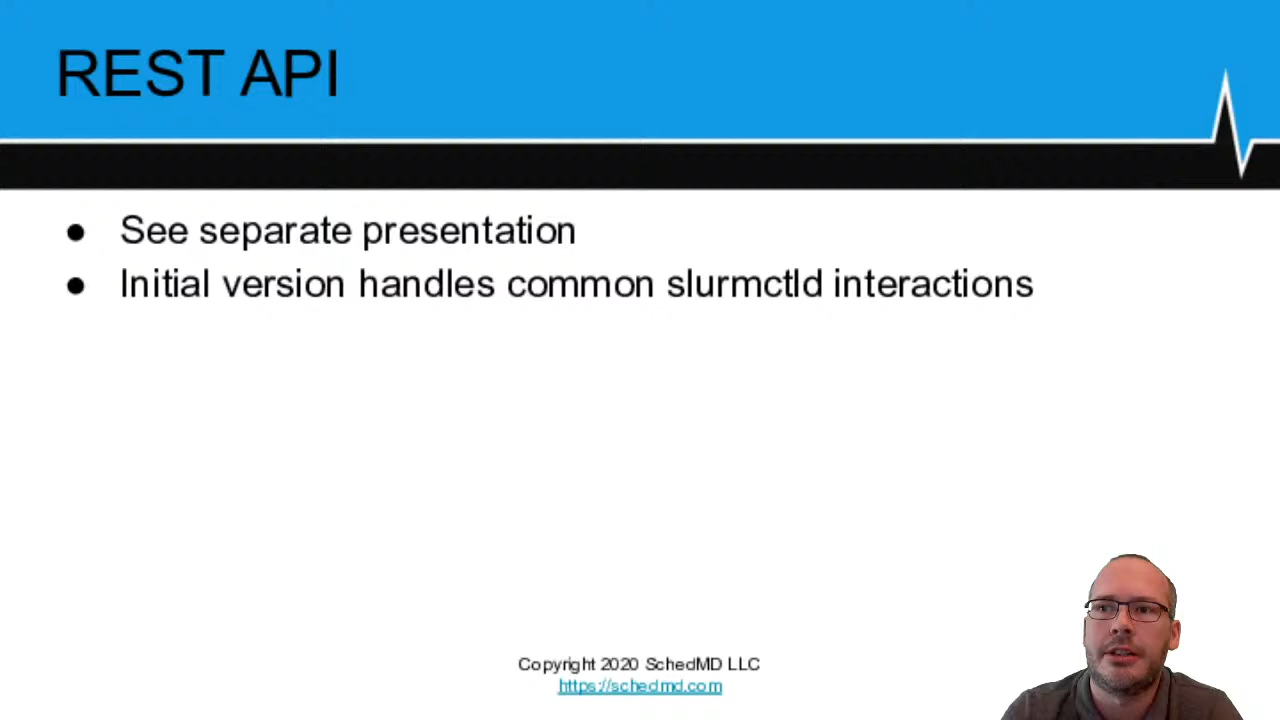 REST API
● See separate presentation
● Initial version handles common slurmctld interactions
Copyright 2020 SchedMD LLC
https://schedmd.com